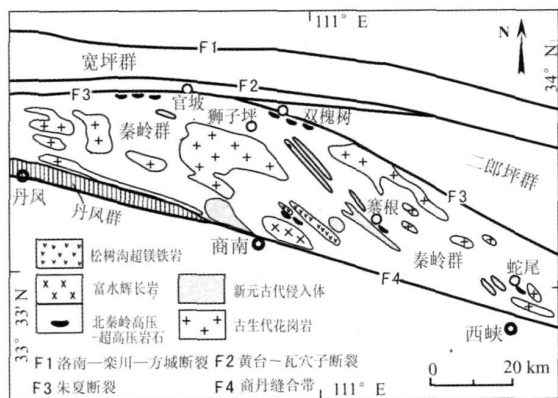 111° E
N
34° N
F1
宽坪群
F2
F3
官坡
双槐树
狮子坪
秦岭群
二郎坪群
F3
丹凤
丹凤群
寨根
商南
秦岭群
F4
蛇尾
西峡
松树沟超镁铁岩
富水辉长岩
新元古代侵入体
北秦岭高压
-超高压岩石
古生代花岗岩
33° 33′ N
F1 洛南—栾川—方城断裂 F2 黄台－瓦穴子断裂
F3 朱夏断裂 F4 商丹缝合带
111° E
0 20 km